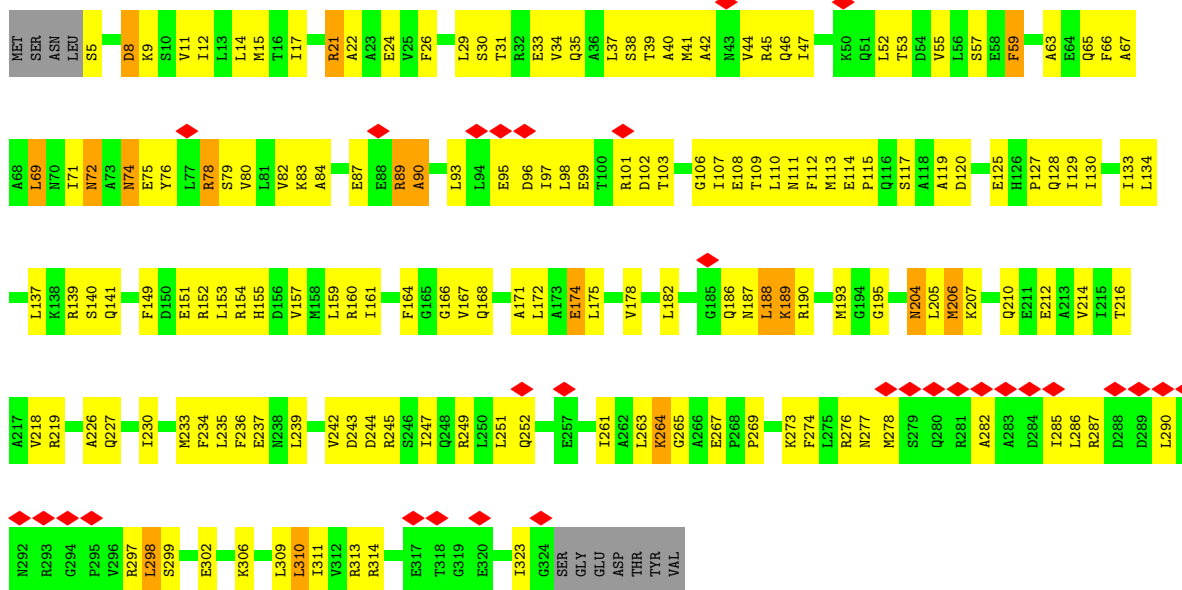 MET SER ASN LEU S5 D8 K9 S10 V11 I12 L13 L14 M15 T16 I17 R21 A22 A23 E24 V25 F26 L29 S30 T31 R32 E33 V34 Q35 A36 L37 S38 T39 A40 M41 A42 N43 V44 R45 Q46 I47 K50 Q51 L52 T53 D54 V55 L56 S57 E58 F59 A63 E64 Q65 F66 A67
A68 L69 N70 I71 N72 A73 N74 E75 Y76 L77 R78 S79 V80 L81 V82 K83 A84 E87 E88 R89 A90 L93 L94 E95 D96 I97 L98 E99 T100 R101 D102 T103 G106 I107 E108 T109 L110 N111 F112 M113 E114 P115 Q116 S117 A118 A119 D120 E125 H126 P127 Q128 I129 I130 I133 L134
L137 K138 R139 S140 Q141 F149 D150 E151 R152 L153 R154 H155 D156 V157 M158 L159 R160 I161 F164 G165 G166 V167 Q168 A171 L172 A173 E174 L175 V178 L182 G185 Q186 N187 L188 K189 R190 M193 G194 G195 N204 L205 M206 K207 Q210 E211 E212 A213 V214 I215 T216
A217 V218 R219 A226 Q227 I230 M233 F234 L235 F236 E237 N238 L239 V242 D243 D244 R245 S246 I247 Q248 R249 L250 L251 Q252 E257 I261 A262 L263 K264 G265 A266 E267 P268 P269 K273 F274 L275 R276 N277 M278 S279 Q280 R281 A282 A283 D284 I285 L286 R287 D288 D289 L290
N292 R293 G294 P295 V296 R297 L298 S299 E302 K306 L309 L310 I311 V312 R313 R314 E317 T318 G319 E320 I323 G324 SER GLY GLU ASP THR TYR VAL